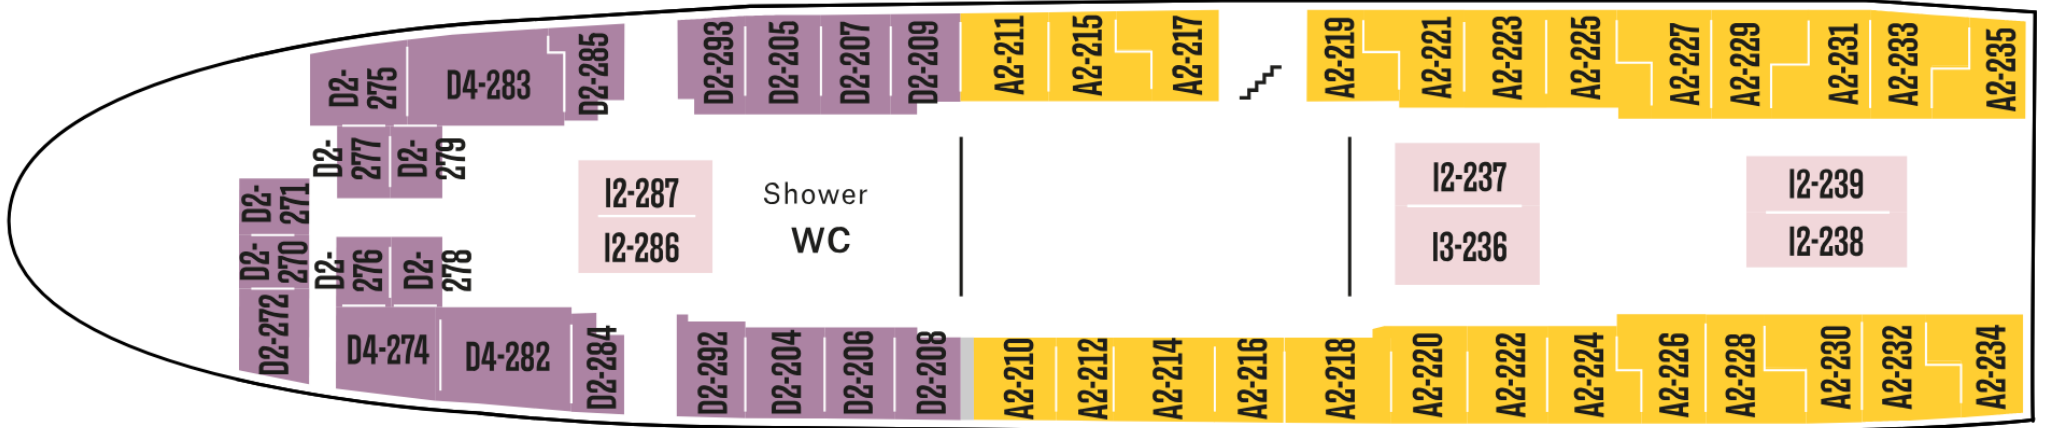 D2-
275
D4-283
D2-285
D2-293
D2-205
D2-207
D2-209
A2-211
A2-215
A2-217
A2-219
A2-221
A2-223
A2-225
A2-227
A2-229
A2-231
A2-233
A2-235
D2-
277
D2-
279
D2-
271
D2-
270
D2-272
D2-
276
D2-
278
I2-287
I2-286
Shower
WC
I2-237
I3-236
I2-239
I2-238
D4-274
D4-282
D2-284
D2-292
D2-204
D2-206
D2-208
A2-210
A2-212
A2-214
A2-216
A2-218
A2-220
A2-222
A2-224
A2-226
A2-228
A2-230
A2-232
A2-234